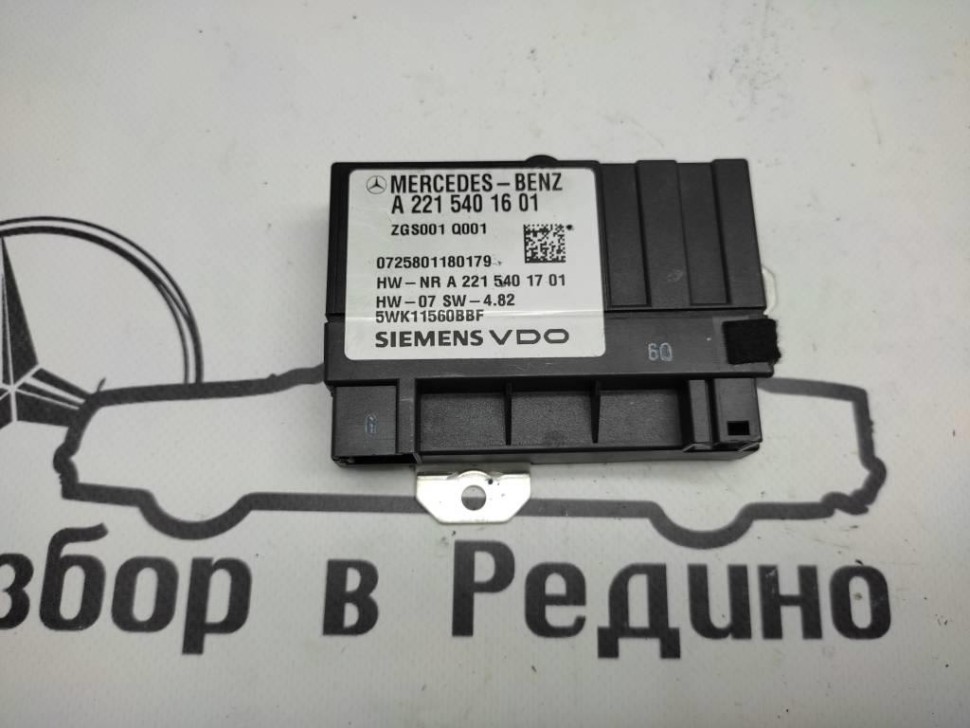 MERCEDES-BENZ
A 221 540 16 01
ZGS001 Q001
0725801180179
HW-NR A 221 540 17 01
HW-07 SW-4.82
5WK11560BBF
SIEMENS VDO
60
збор в Редино